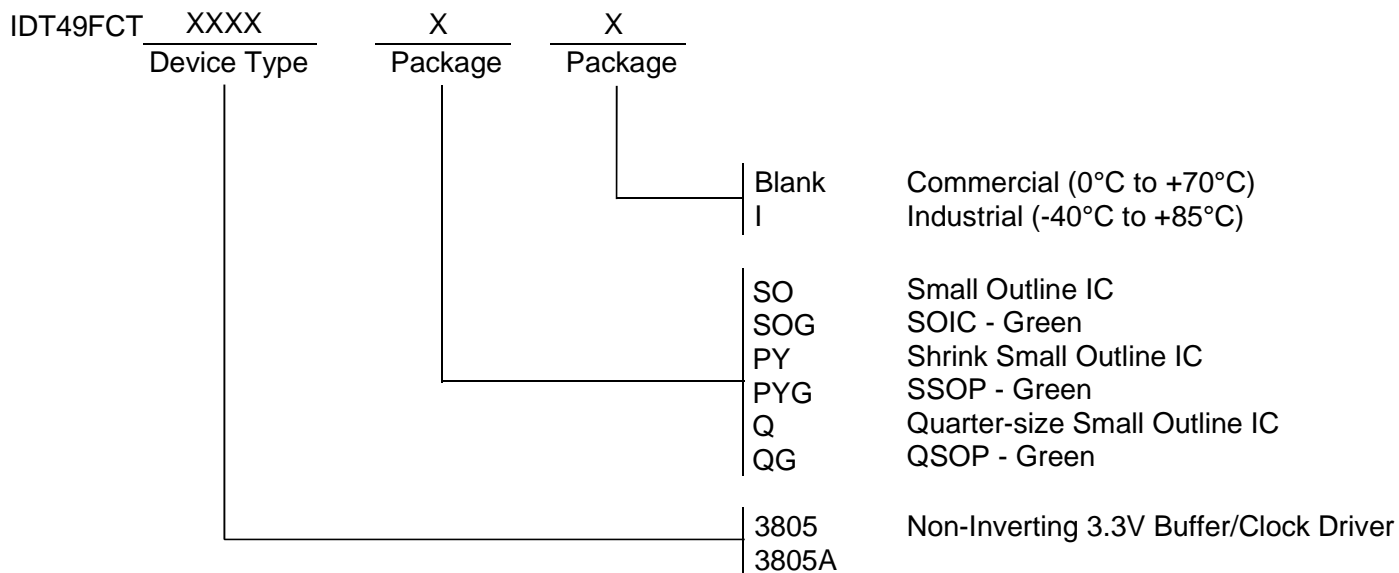 IDT49FCT XXXX X X
Device Type Package Package
Blank Commercial (0°C to +70°C)
I Industrial (-40°C to +85°C)
SO Small Outline IC
SOG SOIC - Green
PY Shrink Small Outline IC
PYG SSOP - Green
Q Quarter-size Small Outline IC
QG QSOP - Green
3805 Non-Inverting 3.3V Buffer/Clock Driver
3805A